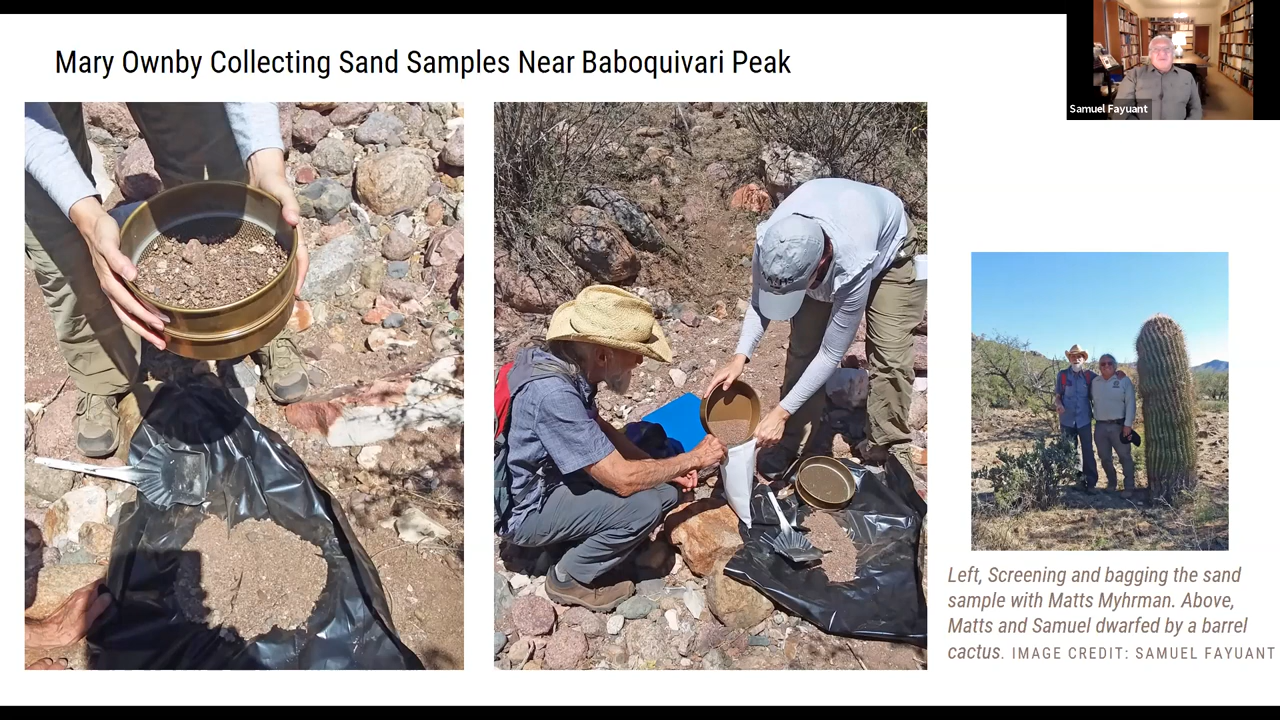 Mary Ownby Collecting Sand Samples Near Baboquivari Peak
Samuel Fayuant
Left, Screening and bagging the sand
sample with Matts Myhrman. Above,
Matts and Samuel dwarfed by a barrel
cactus. IMAGE CREDIT: SAMUEL FAYUANT